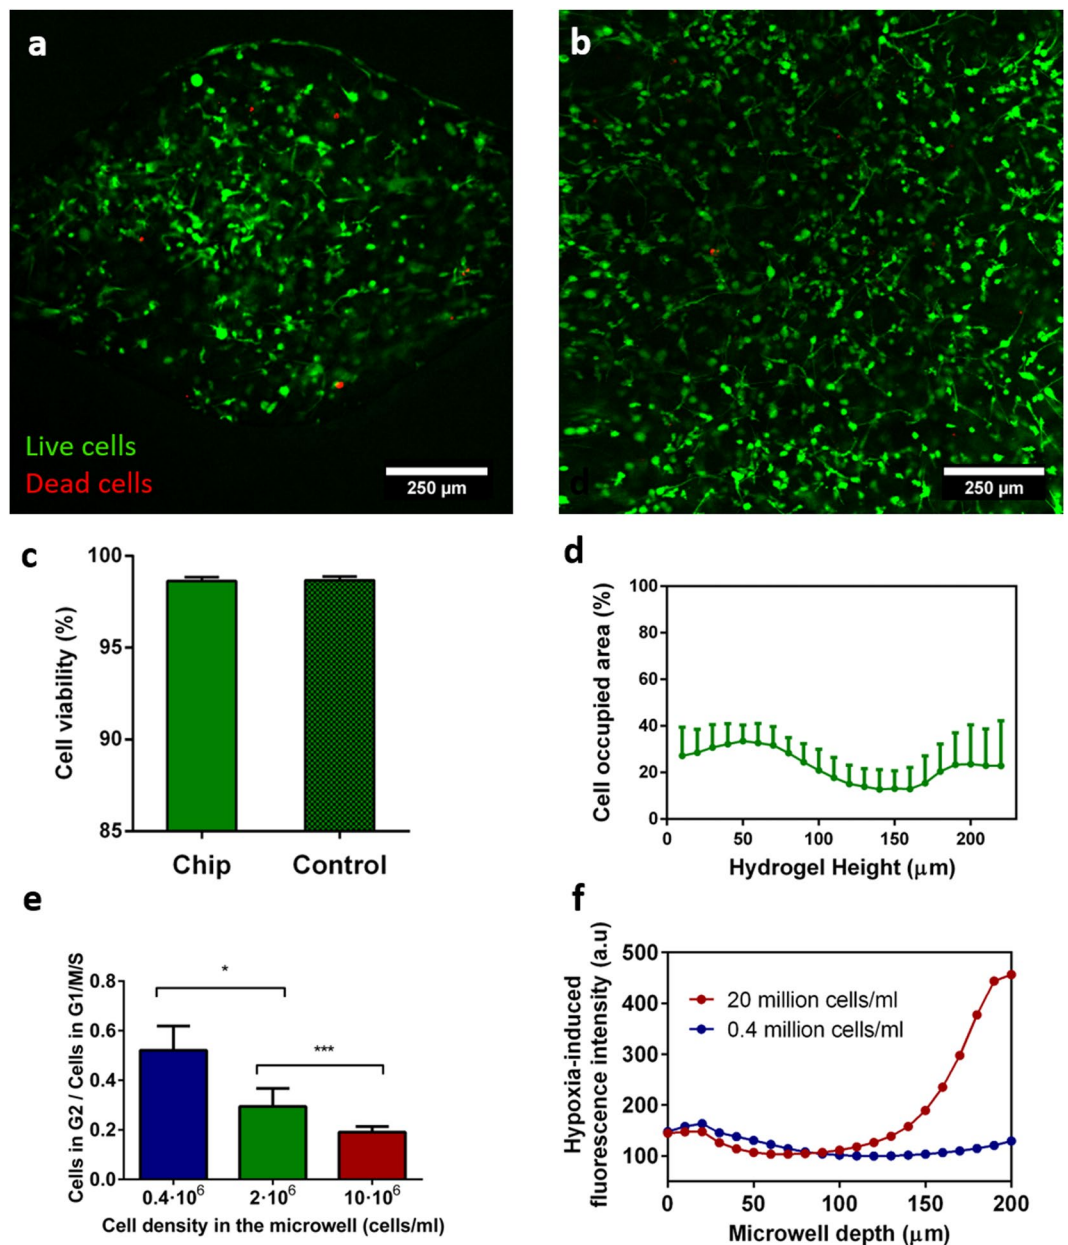 a
b
Live cells
Dead cells
250 µm
d
250 µm
c
100
95
90
85
Cell viability (%)
Chip
Control
d
100
80
60
40
20
0
Cell occupied area (%)
0 50 100 150 200
Hydrogel Height (µm)
e
0.8
0.6
0.4
0.2
0.0
Cells in G2 / Cells in G1/M/S
*
***
0.4·10⁶ 2·10⁶ 10·10⁶
Cell density in the microwell (cells/ml)
f
500
400
300
200
100
Hypoxia-induced
fluorescence intensity (a.u)
20 million cells/ml
0.4 million cells/ml
0 50 100 150 200
Microwell depth (µm)